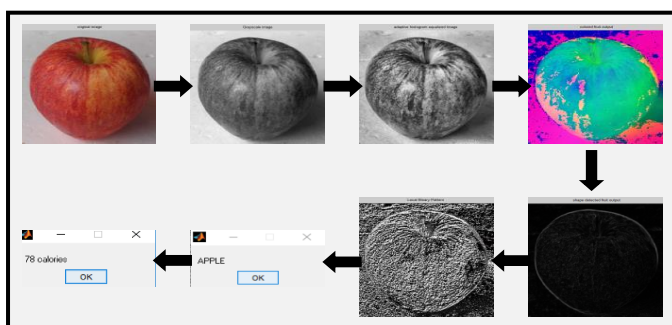 original image
Grayscale image
adaptive histogram equalized image
colored fruit output
shape detected fruit output
Local Binary Pattern
APPLE
OK
78 calories
OK